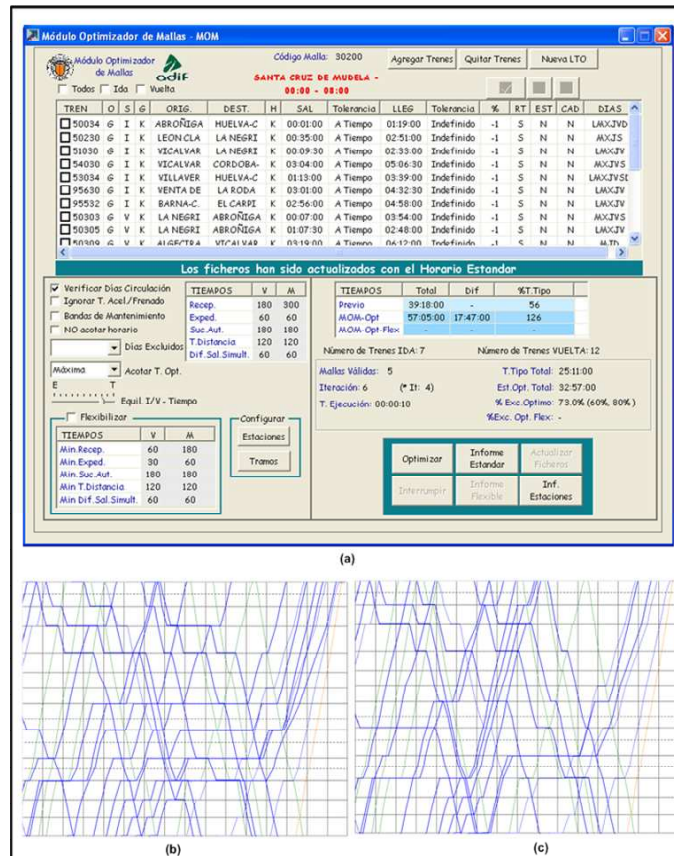 Módulo Optimizador de Mallas - MOM
Módulo Optimizador de Mallas
adif
Código Malla: 30200
Agregar Trenes Quitar Trenes Nueva LTO
SANTA CRUZ DE MUDELA -
00:00 - 08:00
Todos Ida Vuelta
TREN O S G ORIG. DEST. H SAL Tolerancia LLEG Tolerancia % RT EST CAD DIAS
50034 G I K ABROÑIGA HUELVA-C K 00:01:00 A Tiempo 01:19:00 Indefinido -1 S N N LMXJVD
50230 G I K LEON CLA LA NEGRI K 00:35:00 A Tiempo 02:51:00 Indefinido -1 S N N MXJS
51030 G I K VICALVAR LA NEGRI K 00:09:30 A Tiempo 02:33:00 Indefinido -1 S N N LMXJV
54030 G I K VICALVAR CORDOBA- K 03:04:00 A Tiempo 05:06:30 Indefinido -1 S N N MXJVS
53034 G I K VILLAVER HUELVA-C K 01:13:00 A Tiempo 03:39:00 Indefinido -1 S N N
95630 G I K VENTA DE LA RODA K 03:01:00 A Tiempo 04:32:30 Indefinido -1 S N N LMXJV
95532 G I K BARNA-C. EL CARPI K 02:56:00 A Tiempo 04:58:00 Indefinido -1 S N N LMXJV
50303 G V K LA NEGRI ABROÑIGA K 00:07:00 A Tiempo 03:54:00 Indefinido -1 S N N MXJVS
50305 G V K LA NEGRI ABROÑIGA K 01:07:30 A Tiempo 02:48:00 Indefinido -1 S N N LMXJV
50309 G V K ALGECTRA VICALVAR K 03:19:00 A Tiempo 06:12:00 Indefinido -1 S N N MJD
Los ficheros han sido actualizados con el Horario Estandar
Verificar Días Circulación
Ignorar T. Acel./Frenado
Bandas de Mantenimiento
NO acotar horario
Días Excluidos
Máxima Acotar T. Opt.
E T
Equil. I/V - Tiempo
TIEMPOS V M
Recep. 180 300
Exped. 60 60
Suc.Aut. 180 180
T.Distancia 120 120
Dif.Sal.Simult. 60 60
Flexibilizar
TIEMPOS V M
Min.Recep. 60 180
Min.Exped. 30 60
Min.Suc.Aut. 180 180
Min T.Distancia 120 120
Min Dif.Sal.Simult. 60 60
Configurar
Estaciones
Tramos
TIEMPOS Total Dif %T.Tipo
Previo 39:18:00 - 56
MOM-Opt 57:05:00 17:47:00 126
MOM-Opt-Flex - - -
Número de Trenes IDA: 7 Número de Trenes VUELTA: 12
Mallas Válidas: 5 T.Tipo Total: 25:11:00
Iteración: 6 (* It: 4) Est.Opt. Total: 32:57:00
T. Ejecución: 00:00:10 % Exc.Optimo: 73.0% (60%, 80%)
%Exc. Opt. Flex: -
Optimizar Informe Estandar Actualizar Ficheros
Interrumpir Informe Flexible Inf. Estaciones
(a)
(b) (c)